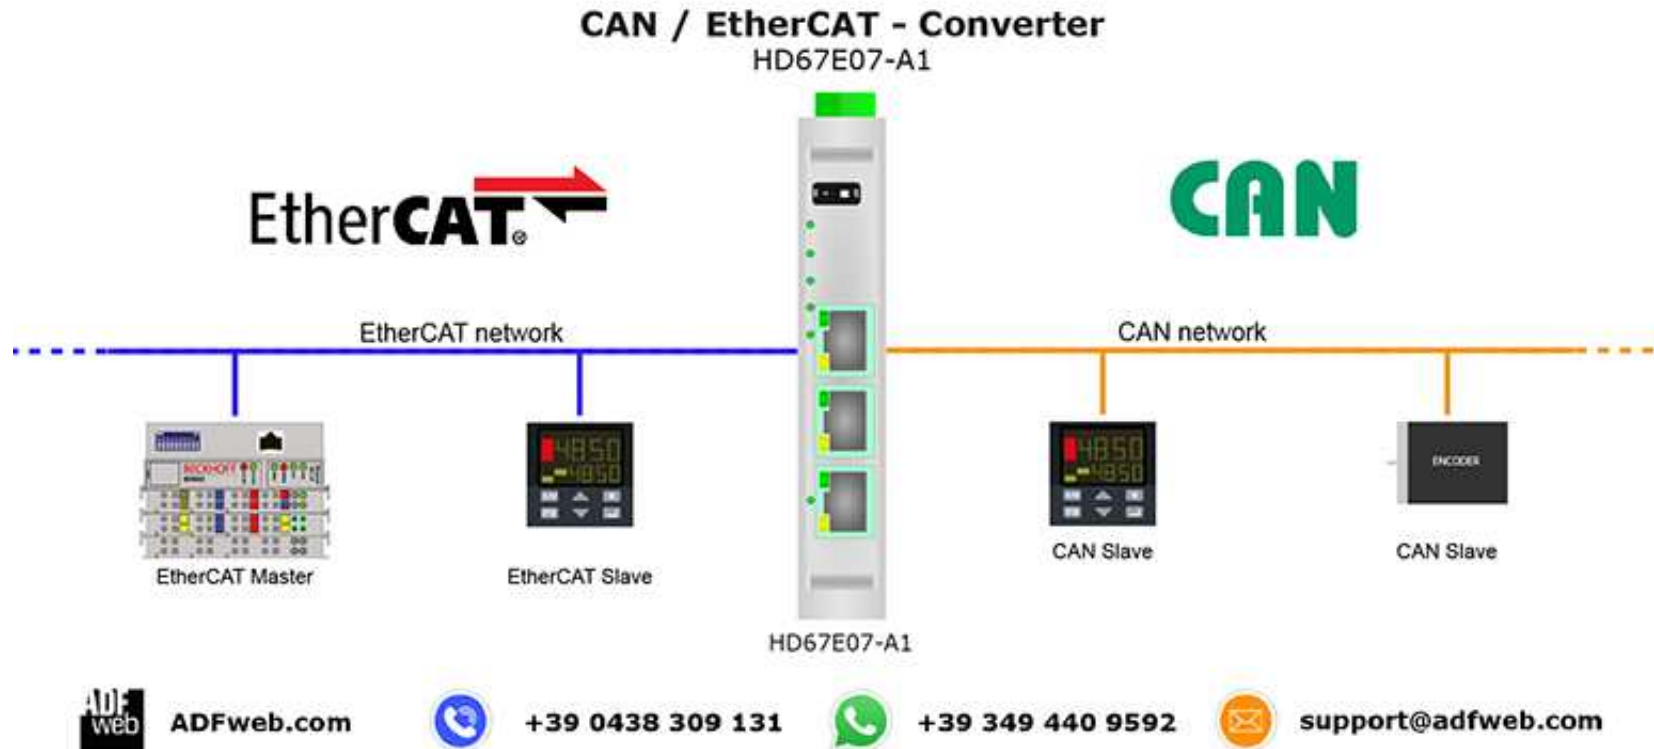 CAN / EtherCAT - Converter
HD67E07-A1
EtherCAT®
CAN
EtherCAT network
CAN network
BECKHOFF
4850
4850
4850
4850
ENCODER
EtherCAT Master
EtherCAT Slave
CAN Slave
CAN Slave
HD67E07-A1
ADF
web
ADFweb.com
+39 0438 309 131
+39 349 440 9592
support@adfweb.com